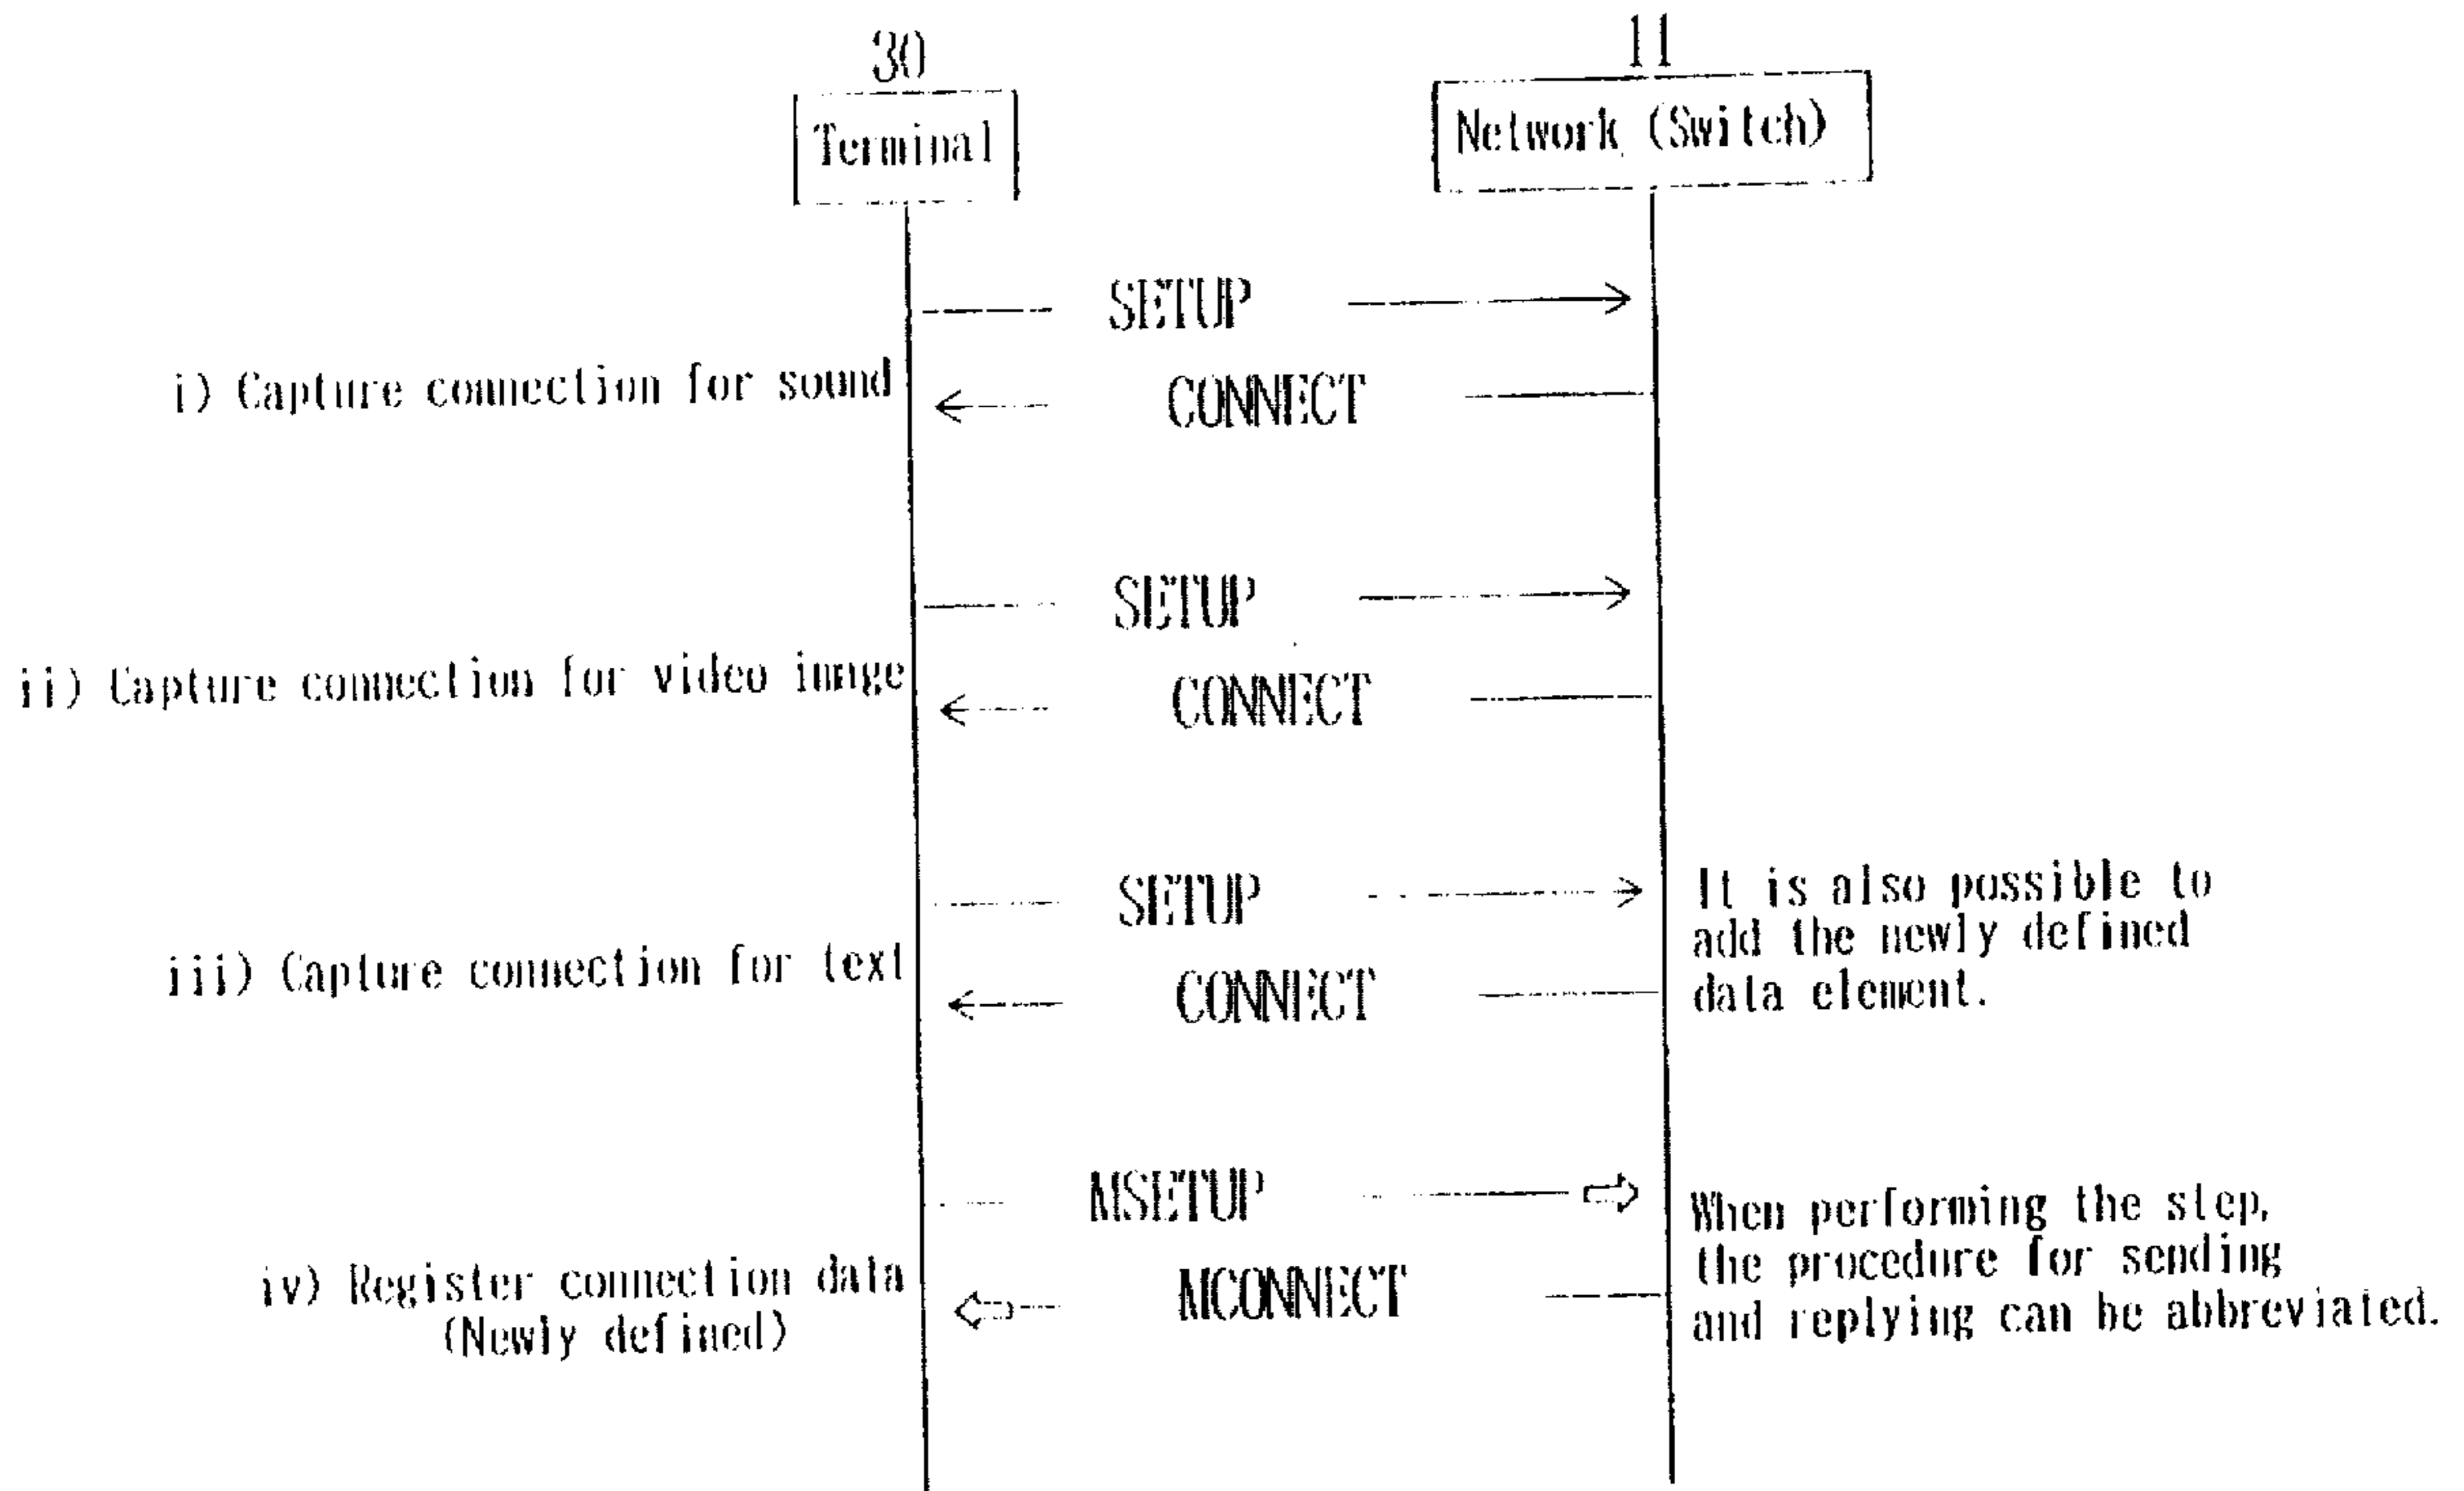 30
11
Terminal
Network (Switch)
SETUP
i) Capture connection for sound
CONNECT
SETUP
ii) Capture connection for video image
CONNECT
SETUP
It is also possible to
add the newly defined
data element.
iii) Capture connection for text
CONNECT
MSETUP
When performing the step,
the procedure for sending
and replying can be abbreviated.
iv) Register connection data
(Newly defined)
MCONNECT